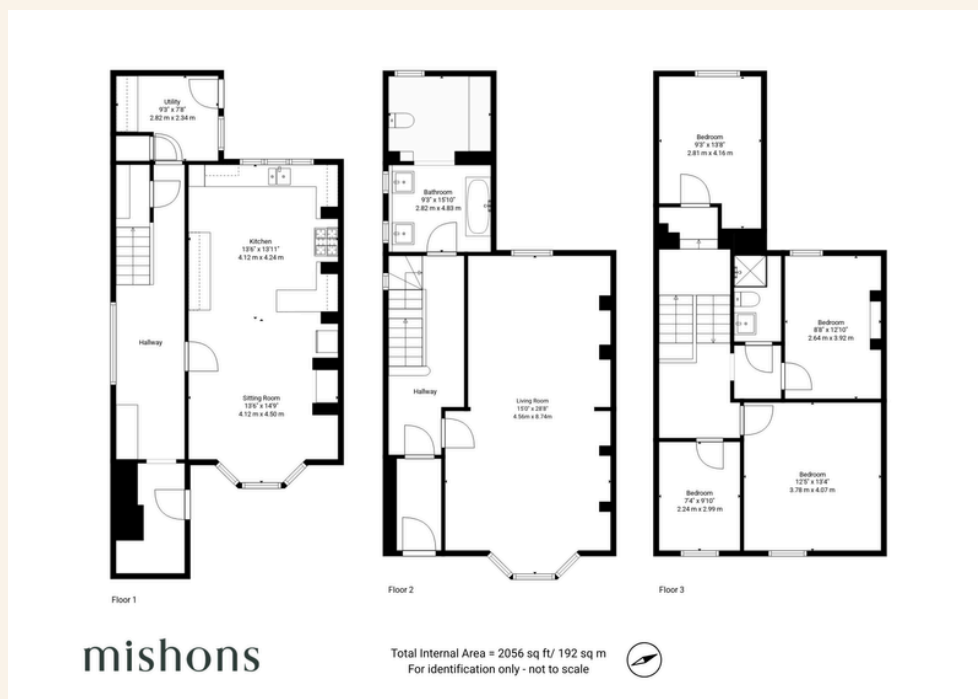 Utility
9'3" x 7'8"
2.82 m x 2.34 m
Kitchen
13'6" x 13'11"
4.12 m x 4.24 m
Hallway
Sitting Room
13'6" x 14'9"
4.12 m x 4.50 m
Floor 1
Bathroom
9'3" x 15'10"
2.82 m x 4.83 m
Hallway
Living Room
15'0" x 28'8"
4.56m x 8.74m
Floor 2
Bedroom
9'3" x 13'8"
2.81 m x 4.16 m
Bedroom
8'8" x 12'10"
2.64 m x 3.92 m
Bedroom
12'5" x 13'4"
3.78 m x 4.07 m
Bedroom
7'4" x 9'10"
2.24 m x 2.99 m
Floor 3
mishons
Total Internal Area = 2056 sq ft/ 192 sq m
For identification only - not to scale